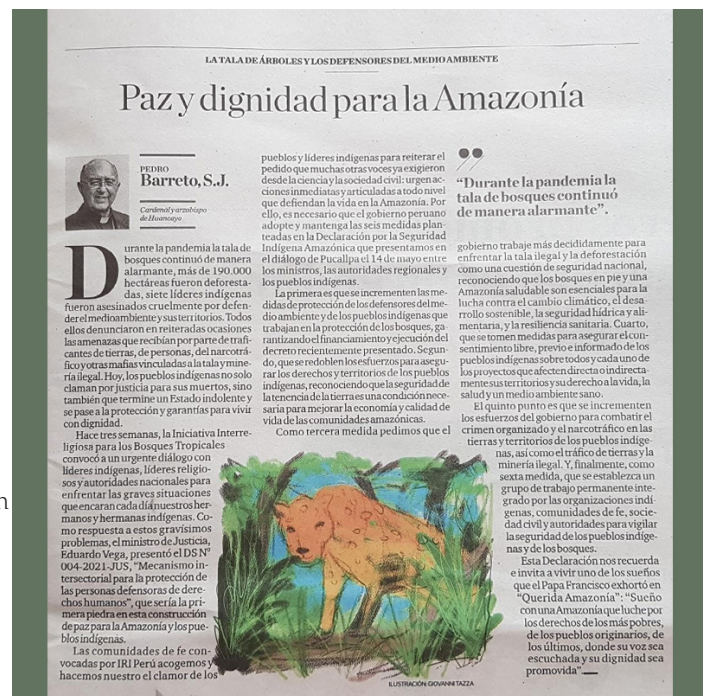 LA TALA DE ÁRBOLES Y LOS DEFENSORES DEL MEDIO AMBIENTE
Paz y dignidad para la Amazonía
PEDRO
Barreto, S.J.
Cardenal y arzobispo
de Huancayo
Durante la pandemia la tala de
bosques continuó de manera
alarmante, más de 190.000
hectáreas fueron deforesta-
das, siete líderes indígenas
fueron asesinados cruelmente por defen-
der el medioambiente y sus territorios. Todos
ellos denunciaron en reiteradas ocasiones
las amenazas que recibían por parte de trafi-
cantes de tierras, de personas, del narcotráfi-
co y otras mafias vinculadas a la tala y mine-
ría ilegal. Hoy, los pueblos indígenas no solo
claman por justicia para sus muertos, sino
también que termine un Estado indolente y
se pase a la protección y garantías para vivir
con dignidad.
Hace tres semanas, la Iniciativa Interre-
ligiosa para los Bosques Tropicales
convocó a un urgente diálogo con
líderes indígenas, líderes religio-
sos y autoridades nacionales para
enfrentar las graves situaciones
que encaran cada día nuestros her-
manos y hermanas indígenas. Co-
mo respuesta a estos gravísimos
problemas, el ministro de Justicia,
Eduardo Vega, presentó el DS Nº
004-2021-JUS, “Mecanismo in-
tersectorial para la protección de
las personas defensoras de dere-
chos humanos”, que sería la pri-
mera piedra en esta construcción
de paz para la Amazonía y los pue-
blos indígenas.
Las comunidades de fe con-
vocadas por IRI Perú acogemos y
hacemos nuestro el clamor de los
pueblos y líderes indígenas para reiterar el
pedido que muchas otras voces ya exigieron
desde la ciencia y la sociedad civil: urgen ac-
ciones inmediatas y articuladas a todo nivel
que defiendan la vida en la Amazonía. Por
ello, es necesario que el gobierno peruano
adopte y mantenga las seis medidas plan-
teadas en la Declaración por la Seguridad
Indígena Amazónica que presentamos en
el diálogo de Pucallpa el 14 de mayo entre
los ministros, las autoridades regionales y
los pueblos indígenas.
La primera es que se incrementen las me-
didas de protección de los defensores del me-
dio ambiente y de los pueblos indígenas que
trabajan en la protección de los bosques, ga-
rantizando el financiamiento y ejecución del
decreto recientemente presentado. Segun-
do, que se redoblen los esfuerzos para asegu-
rar los derechos y territorios de los pueblos
indígenas, reconociendo que la seguridad de
la tenencia de la tierra es una condición nece-
saria para mejorar la economía y calidad de
vida de las comunidades amazónicas.
Como tercera medida pedimos que el
“Durante la pandemia la
tala de bosques continuó
de manera alarmante”.
gobierno trabaje más decididamente para
enfrentar la tala ilegal y la deforestación
como una cuestión de seguridad nacional,
reconociendo que los bosques en pie y una
Amazonía saludable son esenciales para la
lucha contra el cambio climático, el desa-
rrollo sostenible, la seguridad hídrica y ali-
mentaria, y la resiliencia sanitaria. Cuarto,
que se tomen medidas para asegurar el con-
sentimiento libre, previo e informado de los
pueblos indígenas sobre todos y cada uno de
los proyectos que afecten directa o indirecta-
mente sus territorios y su derecho a la vida, la
salud y un medio ambiente sano.
El quinto punto es que se incrementen
los esfuerzos del gobierno para combatir el
crimen organizado y el narcotráfico en las
tierras y territorios de los pueblos indíge-
nas, así como el tráfico de tierras y la
minería ilegal. Y, finalmente, como
sexta medida, que se establezca un
grupo de trabajo permanente inte-
grado por las organizaciones indí-
genas, comunidades de fe, socie-
dad civil y autoridades para vigilar
la seguridad de los pueblos indíge-
nas y de los bosques.
Esta Declaración nos recuerda
e invita a vivir uno de los sueños
que el Papa Francisco exhortó en
“Querida Amazonía”: “Sueño
con una Amazonía que luche por
los derechos de los más pobres,
de los pueblos originarios, de
los últimos, donde su voz sea
escuchada y su dignidad sea
promovida”.
ILUSTRACIÓN: GIOVANNI TAZZA